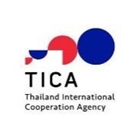 TICA
Thailand International
Cooperation Agency